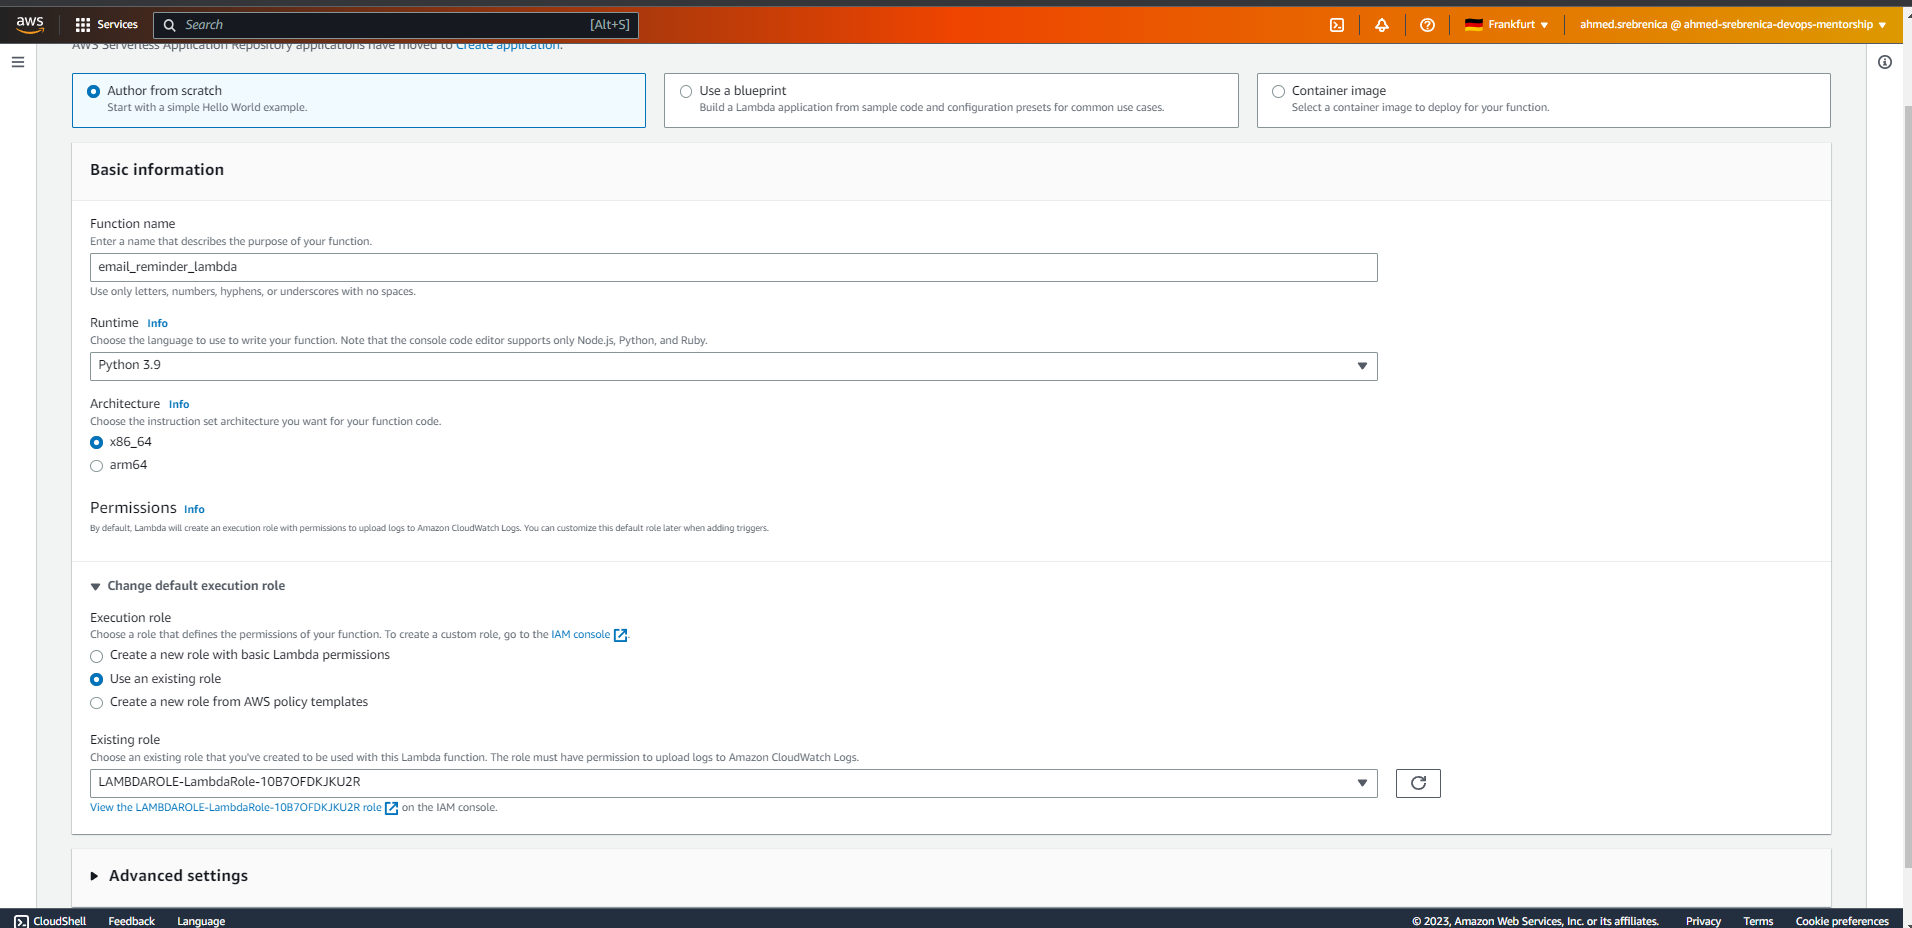 aws
Services
Search
[Alt+S]
Frankfurt
ahmed.srebrenica @ ahmed-srebrenica-devops-mentorship
AWS Serverless Application Repository applications have moved to Create application.
Author from scratch
Start with a simple Hello World example.
Use a blueprint
Build a Lambda application from sample code and configuration presets for common use cases.
Container image
Select a container image to deploy for your function.
Basic information
Function name
Enter a name that describes the purpose of your function.
email_reminder_lambda
Use only letters, numbers, hyphens, or underscores with no spaces.
Runtime Info
Choose the language to use to write your function. Note that the console code editor supports only Node.js, Python, and Ruby.
Python 3.9
Architecture Info
Choose the instruction set architecture you want for your function code.
x86_64
arm64
Permissions Info
By default, Lambda will create an execution role with permissions to upload logs to Amazon CloudWatch Logs. You can customize this default role later when adding triggers.
Change default execution role
Execution role
Choose a role that defines the permissions of your function. To create a custom role, go to the IAM console.
Create a new role with basic Lambda permissions
Use an existing role
Create a new role from AWS policy templates
Existing role
Choose an existing role that you've created to be used with this Lambda function. The role must have permission to upload logs to Amazon CloudWatch Logs.
LAMBDAROLE-LambdaRole-10B7OFDKJKU2R
View the LAMBDAROLE-LambdaRole-10B7OFDKJKU2R role on the IAM console.
Advanced settings
CloudShell
Feedback
Language
© 2023, Amazon Web Services, Inc. or its affiliates.
Privacy
Terms
Cookie preferences